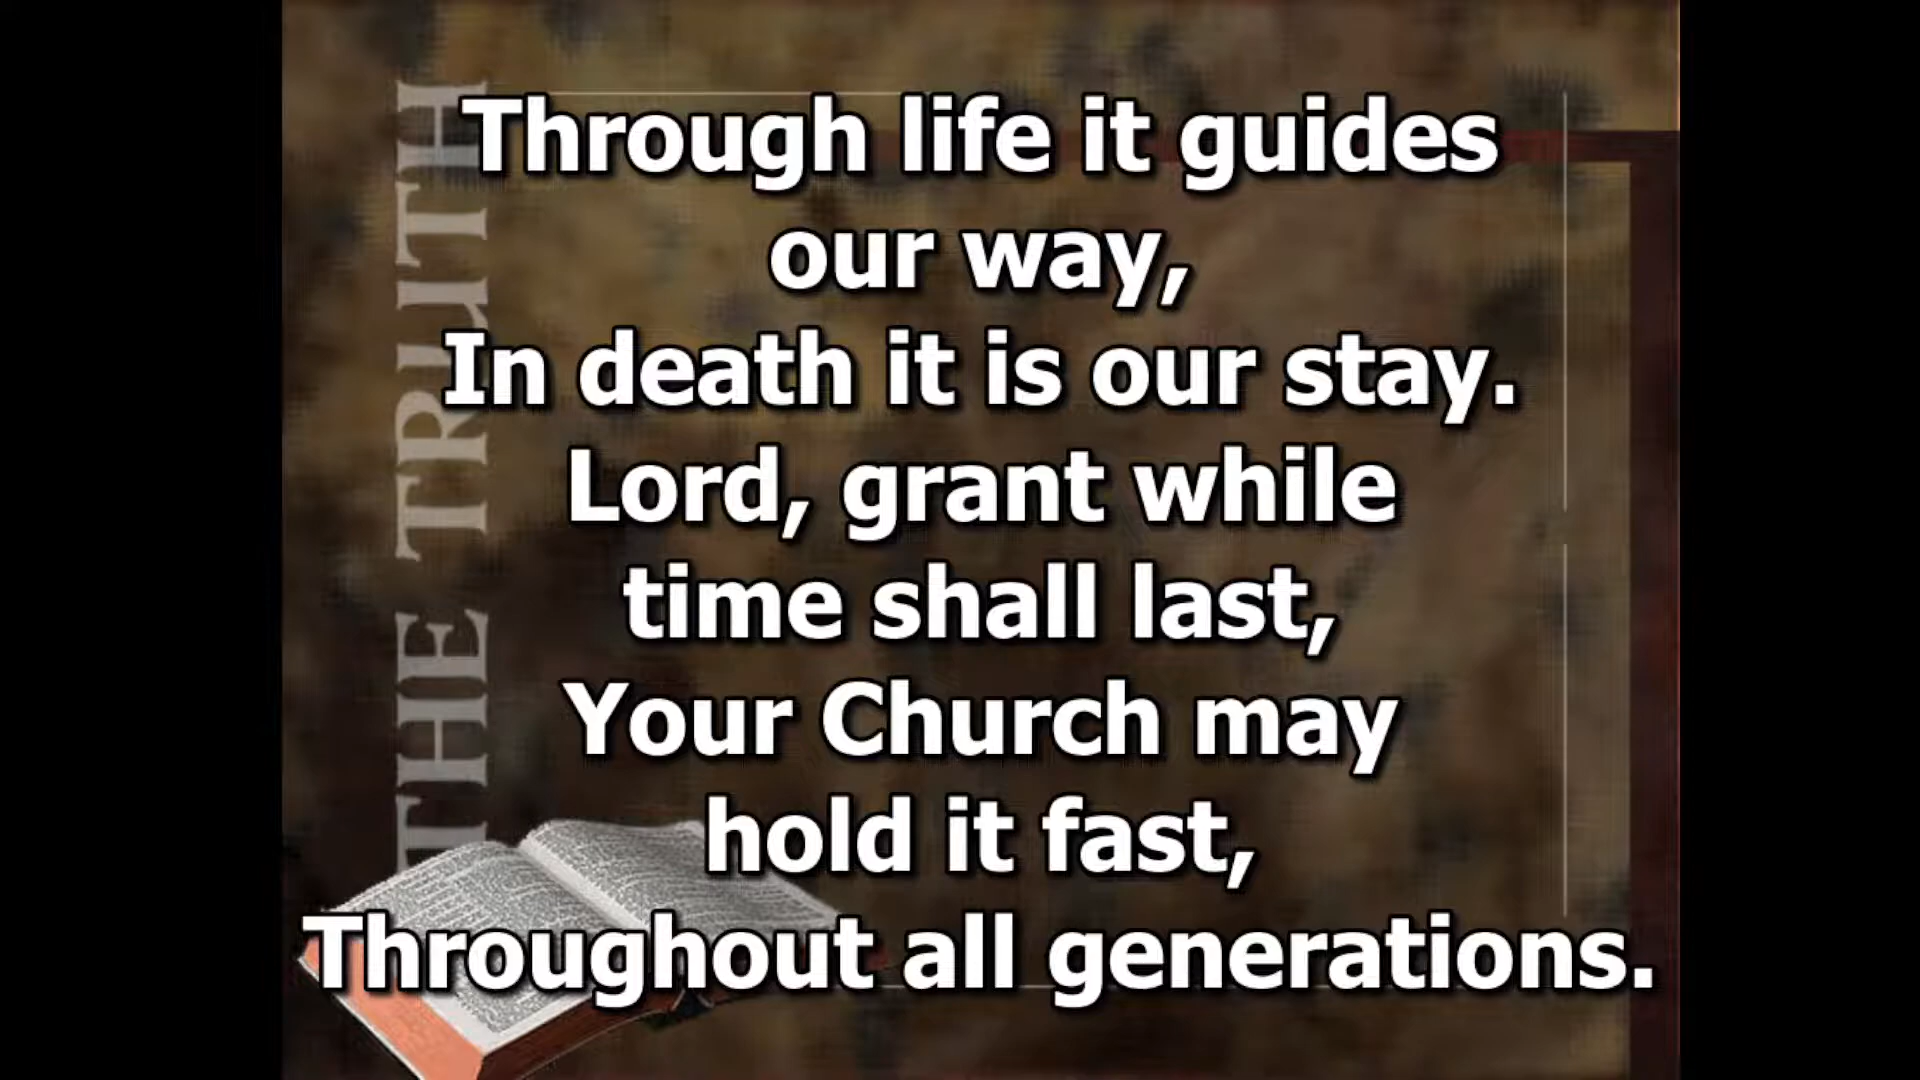 THE TRUTH
Through life it guides
our way,
In death it is our stay.
Lord, grant while
time shall last,
Your Church may
hold it fast,
Throughout all generations.